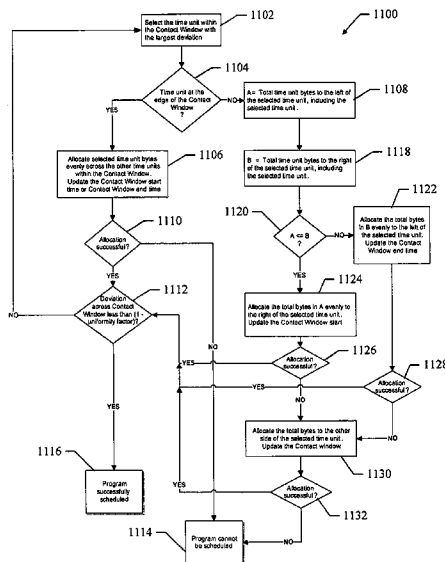 1102
1100
Select the time unit within
the Contact Window with
the largest deviation
1104
Time unit at the
edge of the Contact
Window
?
YES
NO
A = Total time unit bytes to the left
of the selected time unit, including
the selected time unit.
1108
Allocate selected time unit bytes
evenly across the other time units
within the Contact Window.
Update the Contact Window start
time or Contact Window end time
1106
B = Total time unit bytes to the right
of the selected time unit, including
the selected time unit.
1118
1122
1120
A <= B
?
NO
Allocate the total bytes
in B evenly to the left
of the selected time unit.
Update the Contact
Window end time
1110
Allocation
successful?
YES
YES
1124
Allocate the total bytes in A evenly to
the right of the selected time unit.
Update the Contact Window start
1112
Deviation
across Contact
Window less than (1 -
uniformity factor)?
NO
NO
YES
Allocation
successful?
1126
1128
YES
Allocation
successful?
NO
NO
YES
1116
Program
successfully
scheduled
YES
Allocate the total bytes to the other
side of the selected time unit.
Update the Contact window
1130
Allocation
successful?
1132
1114
Program cannot
be scheduled
NO